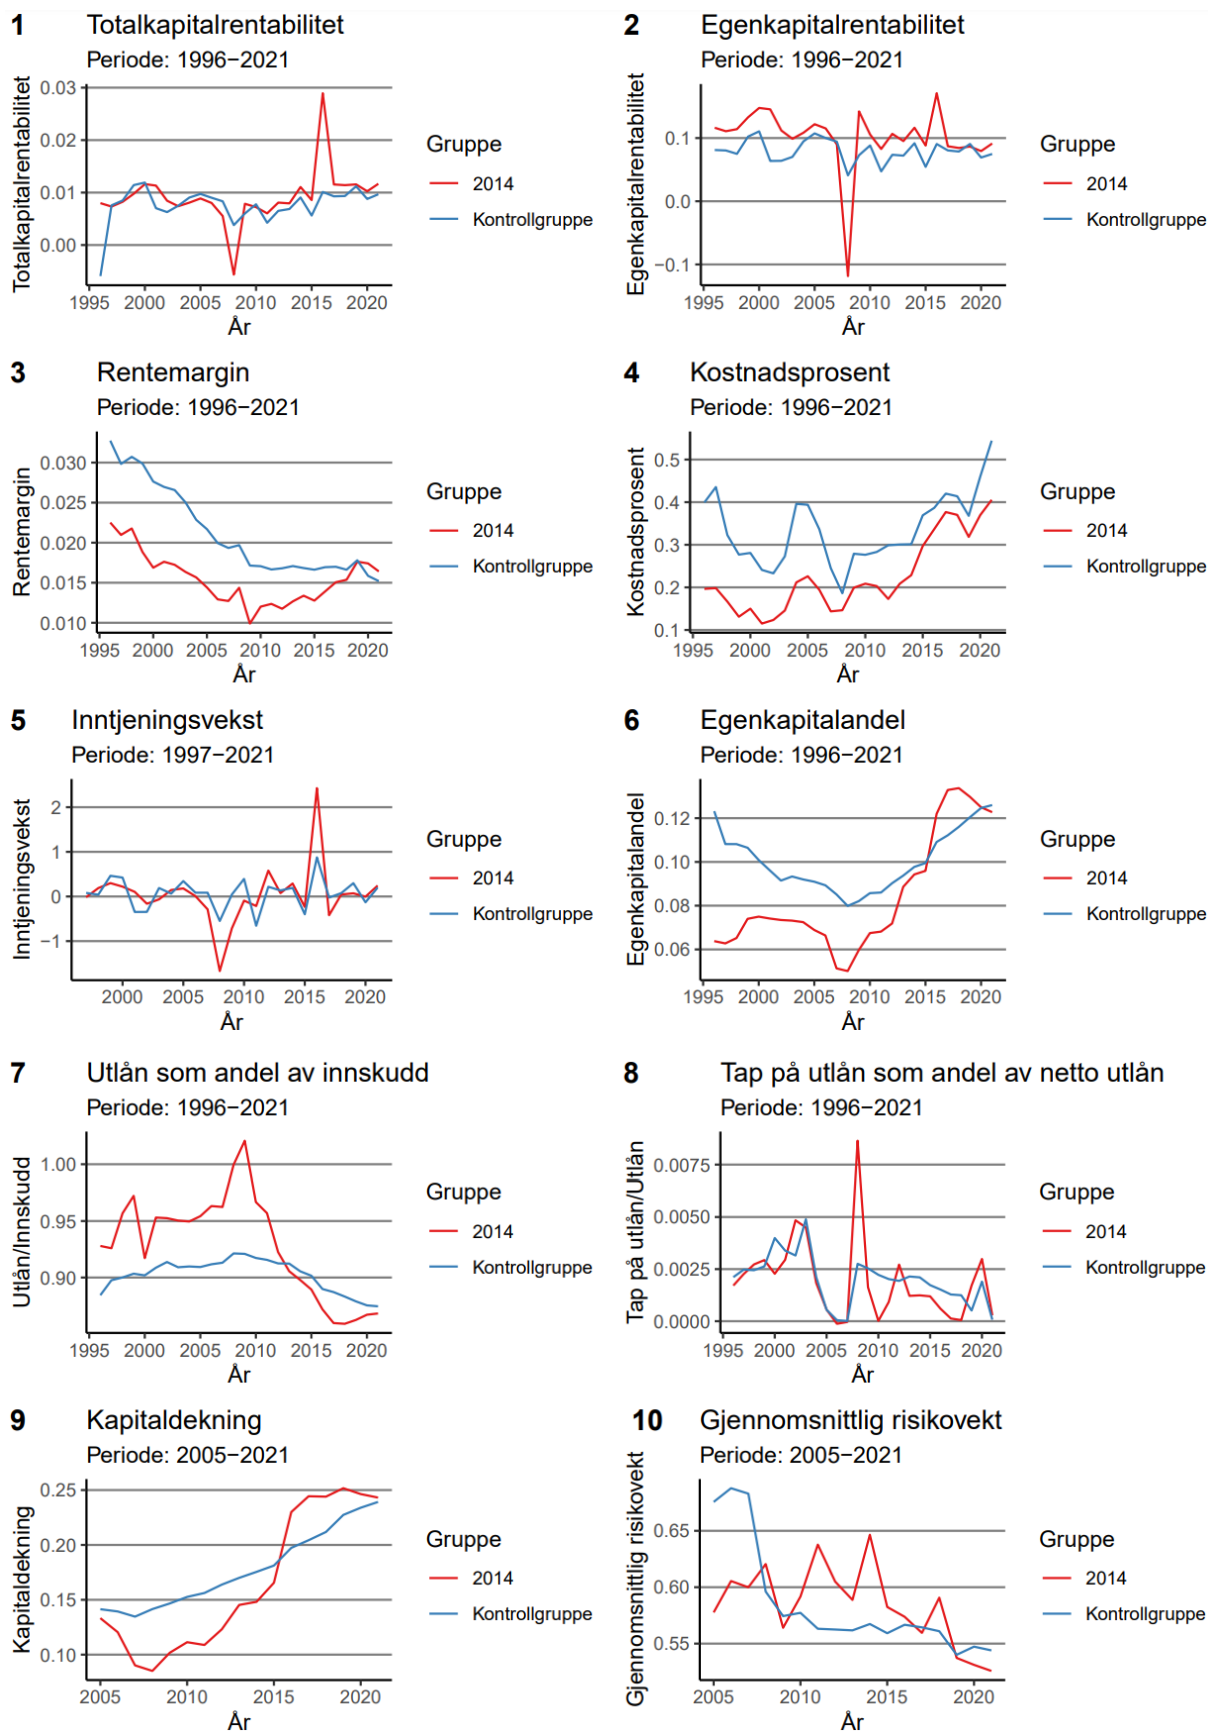 1 Totalkapitalrentabilitet
Periode: 1996−2021
Totalkapitalrentabilitet
0.03
0.02
0.01
0.00
1995 2000 2005 2010 2015 2020
År
Gruppe
2014
Kontrollgruppe
2 Egenkapitalrentabilitet
Periode: 1996−2021
Egenkapitalrentabilitet
0.1
0.0
−0.1
1995 2000 2005 2010 2015 2020
År
Gruppe
2014
Kontrollgruppe
3 Rentemargin
Periode: 1996−2021
Rentemargin
0.030
0.025
0.020
0.015
0.010
1995 2000 2005 2010 2015 2020
År
Gruppe
2014
Kontrollgruppe
4 Kostnadsprosent
Periode: 1996−2021
Kostnadsprosent
0.5
0.4
0.3
0.2
0.1
1995 2000 2005 2010 2015 2020
År
Gruppe
2014
Kontrollgruppe
5 Inntjeningsvekst
Periode: 1997−2021
Inntjeningsvekst
2
1
0
−1
2000 2005 2010 2015 2020
År
Gruppe
2014
Kontrollgruppe
6 Egenkapitalandel
Periode: 1996−2021
Egenkapitalandel
0.12
0.10
0.08
0.06
1995 2000 2005 2010 2015 2020
År
Gruppe
2014
Kontrollgruppe
7 Utlån som andel av innskudd
Periode: 1996−2021
Utlån/Innskudd
1.00
0.95
0.90
1995 2000 2005 2010 2015 2020
År
Gruppe
2014
Kontrollgruppe
8 Tap på utlån som andel av netto utlån
Periode: 1996−2021
Tap på utlån/Utlån
0.0075
0.0050
0.0025
0.0000
1995 2000 2005 2010 2015 2020
År
Gruppe
2014
Kontrollgruppe
9 Kapitaldekning
Periode: 2005−2021
Kapitaldekning
0.25
0.20
0.15
0.10
2005 2010 2015 2020
År
Gruppe
2014
Kontrollgruppe
10 Gjennomsnittlig risikovekt
Periode: 2005−2021
Gjennomsnittlig risikovekt
0.65
0.60
0.55
2005 2010 2015 2020
År
Gruppe
2014
Kontrollgruppe